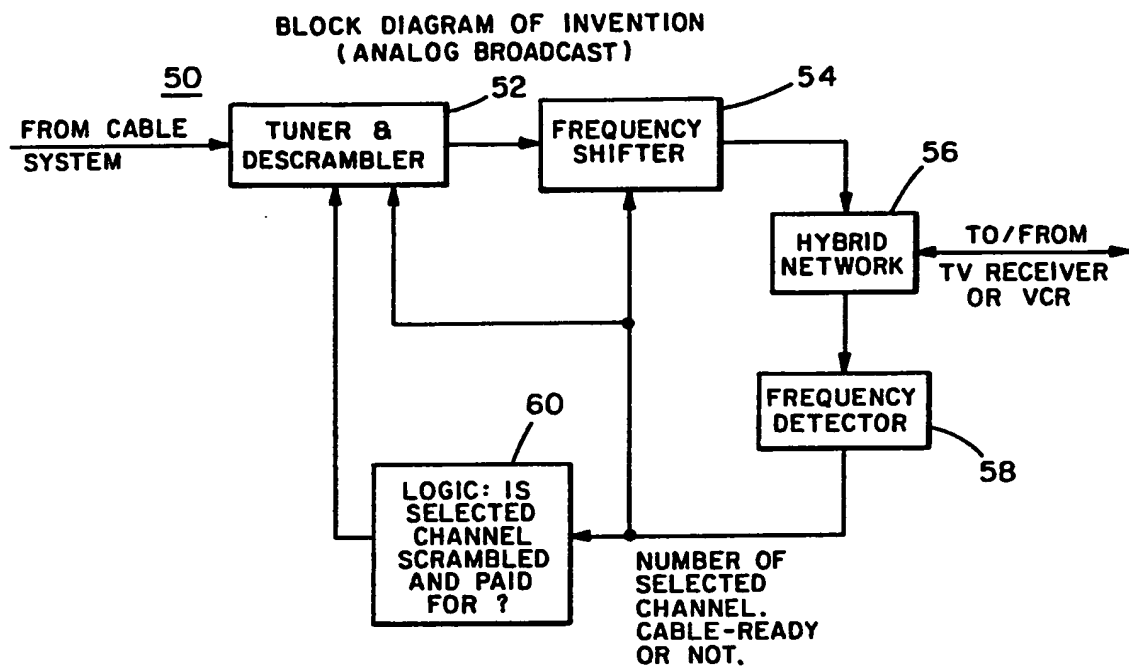 BLOCK DIAGRAM OF INVENTION
(ANALOG BROADCAST)
50
52
54
FROM CABLE
SYSTEM
TUNER &
DESCRAMBLER
FREQUENCY
SHIFTER
56
HYBRID
NETWORK
TO/FROM
TV RECEIVER
OR VCR
FREQUENCY
DETECTOR
58
60
LOGIC: IS
SELECTED
CHANNEL
SCRAMBLED
AND PAID
FOR ?
NUMBER OF
SELECTED
CHANNEL.
CABLE-READY
OR NOT.